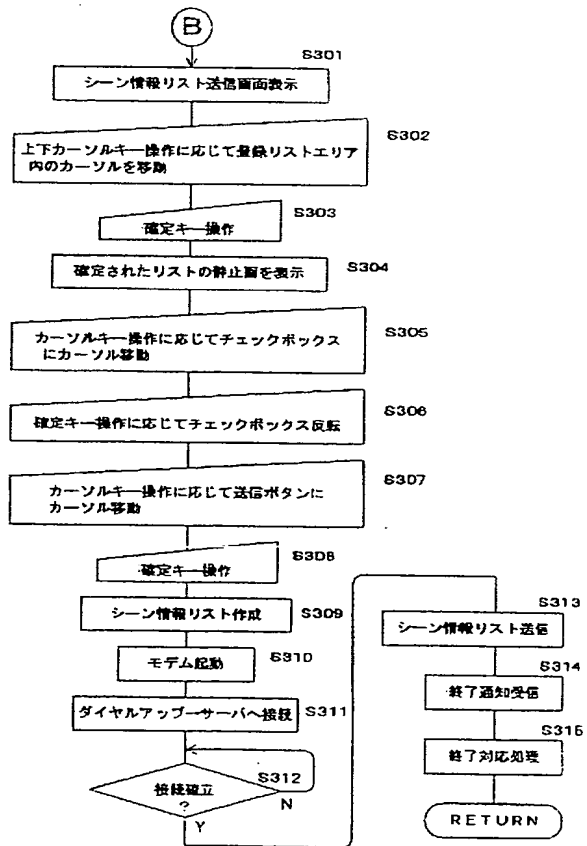 B
S301
シーン情報リスト送信画面表示
S302
上下カーソルキー操作に応じて登録リストエリア
内のカーソルを移動
S303
確定キー操作
S304
確定されたリストの静止画を表示
S305
カーソルキー操作に応じてチェックボックス
にカーソル移動
S306
確定キー操作に応じてチェックボックス反転
S307
カーソルキー操作に応じて送信ボタンに
カーソル移動
S308
確定キー操作
S309
シーン情報リスト作成
S310
モデム起動
S311
ダイヤルアップーサーバへ接続
S312
接続確立
?
N
Y
S313
シーン情報リスト送信
S314
終了通知受信
S315
終了対応処理
RETURN